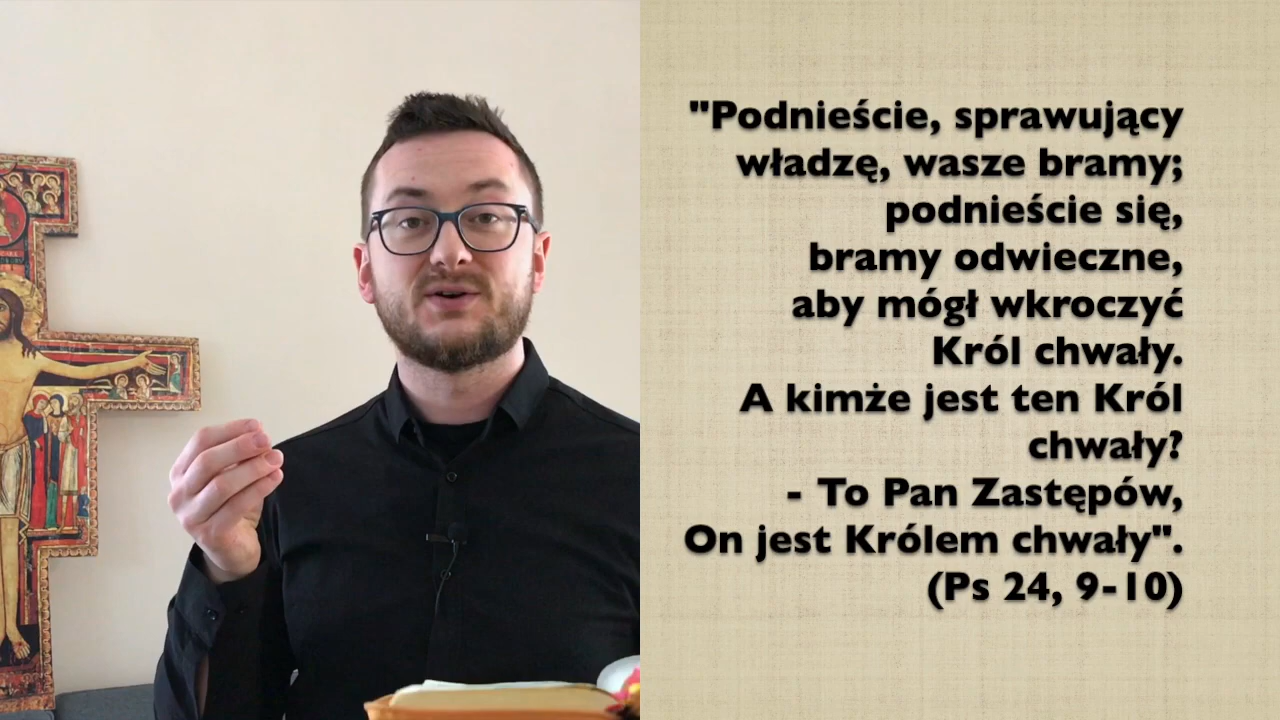 "Podnieście, sprawujący
władzę, wasze bramy;
podnieście się,
bramy odwieczne,
aby mógł wkroczyć
Król chwały.
A kimże jest ten Król
chwały?
- To Pan Zastępów,
On jest Królem chwały".
(Ps 24, 9-10)